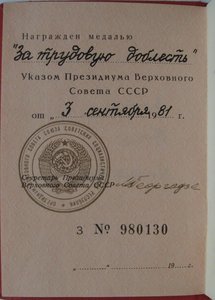 Награжден медалью
"За трудовую доблесть"
Указом Президиума Верховного
Совета СССР
от „3 сентября 1981 г.
Секретарь Президиума
Верховного Совета СССР
З № 980130
19 г.